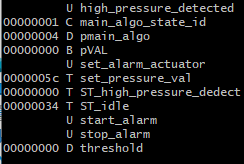 U high_pressure_detected
00000001 C main_algo_state_id
00000004 D pmain_algo
00000000 B pVAL
U set_alarm_actuator
0000005c T set_pressure_val
00000000 T ST_high_pressure_dedect
00000034 T ST_idle
U start_alarm
U stop_alarm
00000000 D threshold